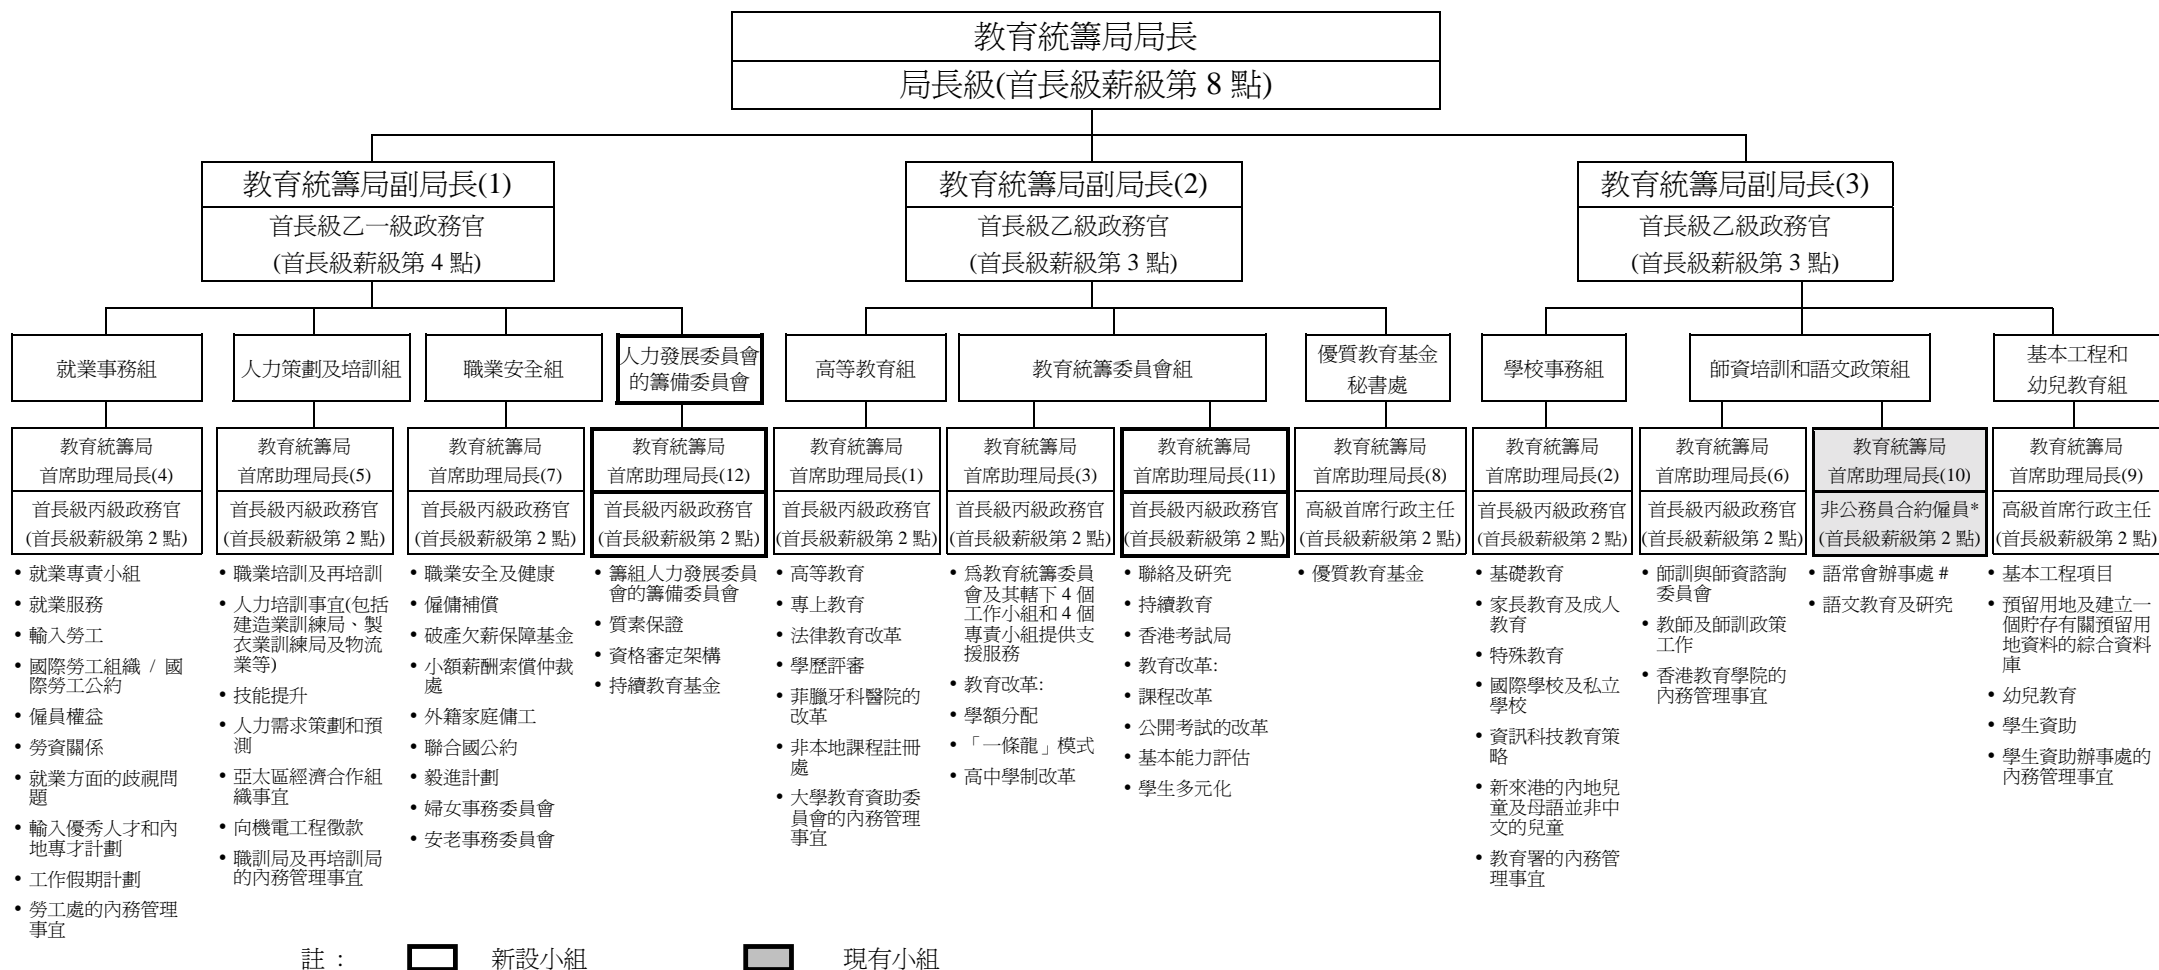 教育統籌局局長
局長級(首長級薪級第 8 點)
教育統籌局副局長(1)
首長級乙一級政務官
(首長級薪級第 4 點)
教育統籌局副局長(2)
首長級乙級政務官
(首長級薪級第 3 點)
教育統籌局副局長(3)
首長級乙級政務官
(首長級薪級第 3 點)
就業事務組
人力策劃及培訓組
職業安全組
人力發展委員會
的籌備委員會
高等教育組
教育統籌委員會組
優質教育基金
秘書處
學校事務組
師資培訓和語文政策組
基本工程和
幼兒教育組
教育統籌局
首席助理局長(4)
首長級丙級政務官
(首長級薪級第 2 點)
• 就業專責小組
• 就業服務
• 輸入勞工
• 國際勞工組織 / 國
際勞工公約
• 僱員權益
• 勞資關係
• 就業方面的歧視問
題
• 輸入優秀人才和內
地專才計劃
• 工作假期計劃
• 勞工處的內務管理
事宜
教育統籌局
首席助理局長(5)
首長級丙級政務官
(首長級薪級第 2 點)
• 職業培訓及再培訓
• 人力培訓事宜(包括
建造業訓練局、製
衣業訓練局及物流
業等)
• 技能提升
• 人力需求策劃和預
測
• 亞太區經濟合作組
織事宜
• 向機電工程徵款
• 職訓局及再培訓局
的內務管理事宜
教育統籌局
首席助理局長(7)
首長級丙級政務官
(首長級薪級第 2 點)
• 職業安全及健康
• 僱傭補償
• 破產欠薪保障基金
• 小額薪酬索償仲裁
處
• 外籍家庭傭工
• 聯合國公約
• 毅進計劃
• 婦女事務委員會
• 安老事務委員會
教育統籌局
首席助理局長(12)
首長級丙級政務官
(首長級薪級第 2 點)
• 籌組人力發展委員
會的籌備委員會
• 質素保證
• 資格審定架構
• 持續教育基金
教育統籌局
首席助理局長(1)
首長級丙級政務官
(首長級薪級第 2 點)
• 高等教育
• 專上教育
• 法律教育改革
• 學歷評審
• 菲臘牙科醫院的
改革
• 非本地課程註冊
處
• 大學教育資助委
員會的內務管理
事宜
教育統籌局
首席助理局長(3)
首長級丙級政務官
(首長級薪級第 2 點)
• 為教育統籌委員
會及其轄下 4 個
工作小組和 4 個
專責小組提供支
援服務
• 教育改革:
• 學額分配
• 「一條龍」模式
• 高中學制改革
教育統籌局
首席助理局長(11)
首長級丙級政務官
(首長級薪級第 2 點)
• 聯絡及研究
• 持續教育
• 香港考試局
• 教育改革:
• 課程改革
• 公開考試的改革
• 基本能力評估
• 學生多元化
教育統籌局
首席助理局長(8)
高級首席行政主任
(首長級薪級第 2 點)
• 優質教育基金
教育統籌局
首席助理局長(2)
首長級丙級政務官
(首長級薪級第 2 點)
• 基礎教育
• 家長教育及成人
教育
• 特殊教育
• 國際學校及私立
學校
• 資訊科技教育策
略
• 新來港的內地兒
童及母語並非中
文的兒童
• 教育署的內務管
理事宜
教育統籌局
首席助理局長(6)
首長級丙級政務官
(首長級薪級第 2 點)
• 師訓與師資諮詢
委員會
• 教師及師訓政策
工作
• 香港教育學院的
內務管理事宜
教育統籌局
首席助理局長(10)
非公務員合約僱員*
(首長級薪級第 2 點)
• 語常會辦事處 #
• 語文教育及研究
教育統籌局
首席助理局長(9)
高級首席行政主任
(首長級薪級第 2 點)
• 基本工程項目
• 預留用地及建立一
個貯存有關預留用
地資料的綜合資料
庫
• 幼兒教育
• 學生資助
• 學生資助辦事處的
內務管理事宜
註 :
新設小組
現有小組